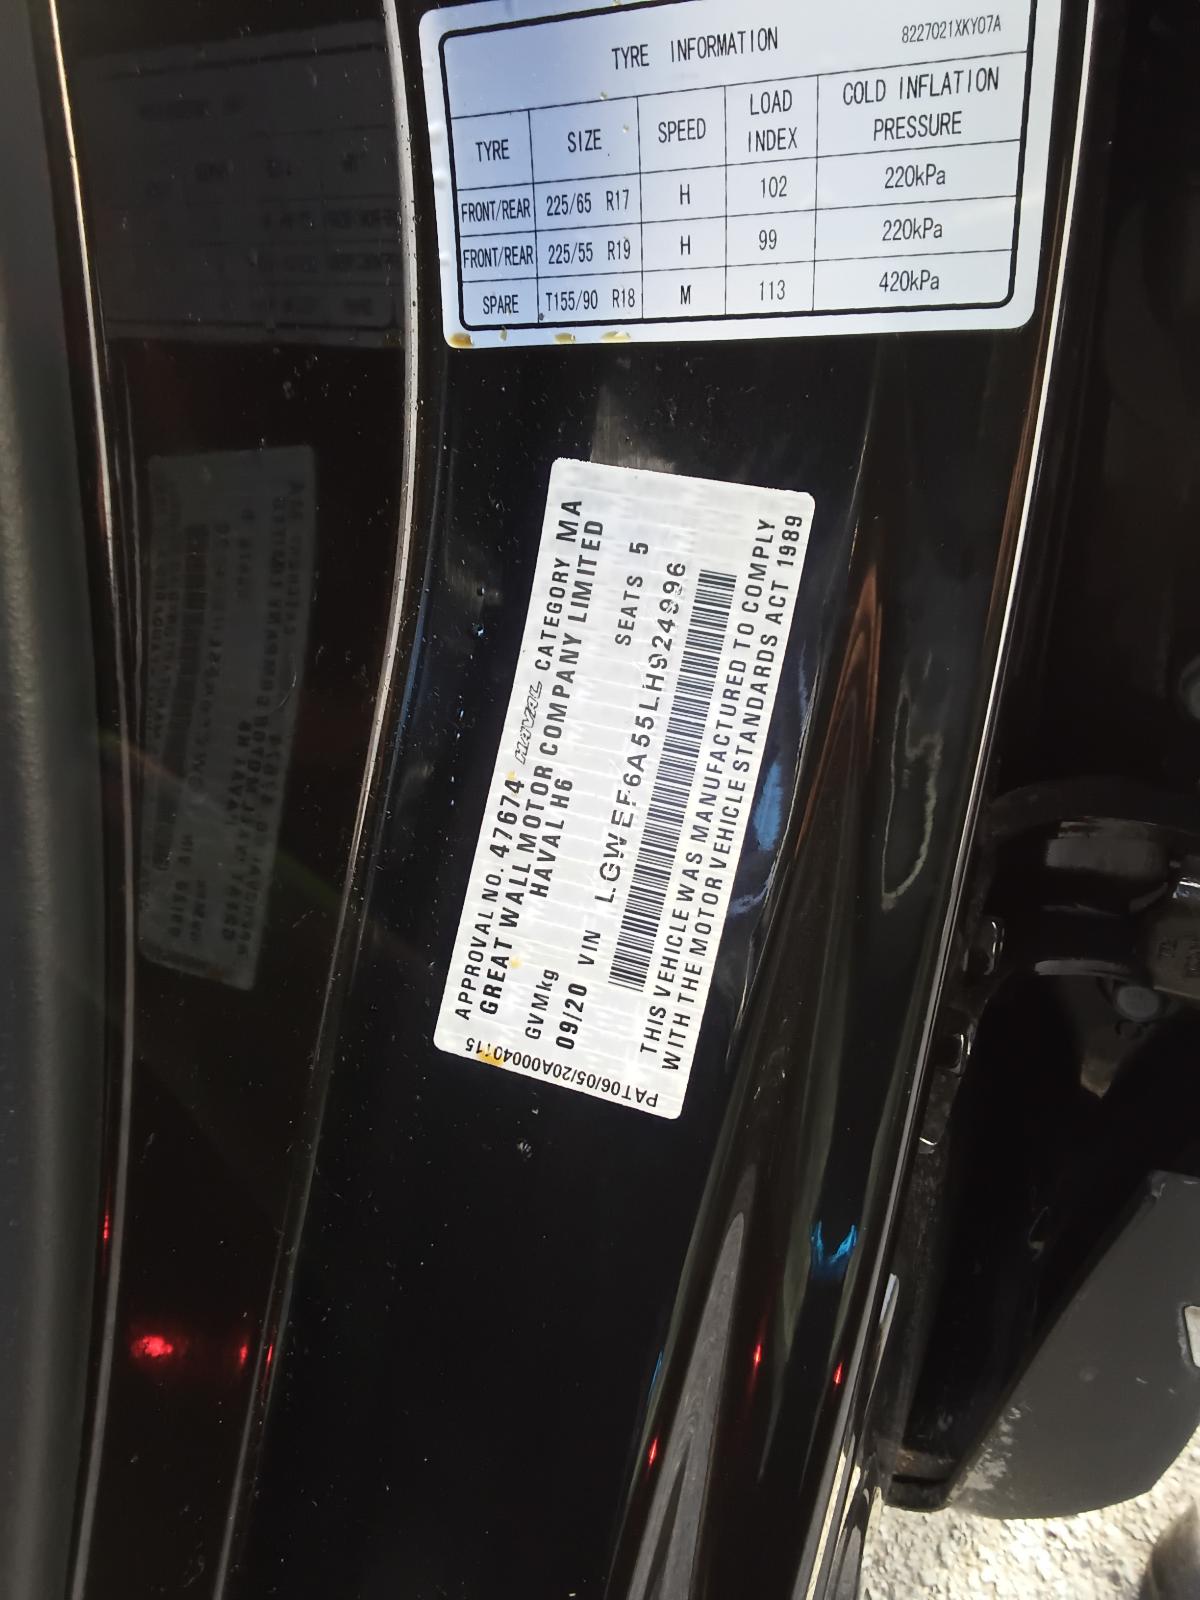 TYRE INFORMATION 8227021XKY07A
TYRE SIZE SPEED LOAD INDEX COLD INFLATION PRESSURE
FRONT/REAR 225/65 R17 H 102 220kPa
FRONT/REAR 225/55 R19 H 99 220kPa
SPARE T155/90 R18 M 113 420kPa
APPROVAL NO. 47674 HAVAL CATEGORY MA
GREAT WALL MOTOR COMPANY LIMITED
HAVAL H6
GVMkg SEATS 5
09/20 VIN LGWEF6A55LH924996
THIS VEHICLE WAS MANUFACTURED TO COMPLY
WITH THE MOTOR VEHICLE STANDARDS ACT 1989
PAT06/05/20A00040115